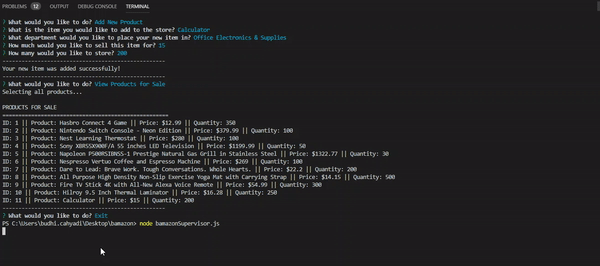 PROBLEMS 12 OUTPUT DEBUG CONSOLE TERMINAL
? What would you like to do? Add New Product
? What is the item you would like to add to the store? Calculator
? What department would you like to place your new item in? Office Electronics & Supplies
? How much would you like to sell this item for? 15
? How many would you like to store? 200
-------------------------------------------------
Your new item was added successfully!
-------------------------------------------------
? What would you like to do? View Products for Sale
Selecting all products...
PRODUCTS FOR SALE
=================================================
ID: 1 || Product: Hasbro Connect 4 Game || Price: $12.99 || Quantity: 350
ID: 2 || Product: Nintendo Switch Console - Neon Edition || Price: $379.99 || Quantity: 100
ID: 3 || Product: Nest Learning Thermostat || Price: $280 || Quantity: 100
ID: 4 || Product: Sony XBR55X900F/A 55 inches LED Television || Price: $1199.99 || Quantity: 50
ID: 5 || Product: Napoleon P500RSIBNSS-1 Prestige Natural Gas Grill in Stainless Steel || Price: $1322.77 || Quantity: 30
ID: 6 || Product: Nespresso Vertuo Coffee and Espresso Machine || Price: $269 || Quantity: 100
ID: 7 || Product: Dare to Lead: Brave Work. Tough Conversations. Whole Hearts. || Price: $22.2 || Quantity: 200
ID: 8 || Product: All Purpose High Density Non-Slip Exercise Yoga Mat with Carrying Strap || Price: $14.15 || Quantity: 500
ID: 9 || Product: Fire TV Stick 4K with All-New Alexa Voice Remote || Price: $54.99 || Quantity: 300
ID: 10 || Product: Hilroy 9.5 Inch Thermal Laminator || Price: $16.28 || Quantity: 250
ID: 11 || Product: Calculator || Price: $15 || Quantity: 200
-------------------------------------------------
? What would you like to do? Exit
PS C:\Users\budhi.cahyadi\Desktop\bamazon> node bamazonSupervisor.js